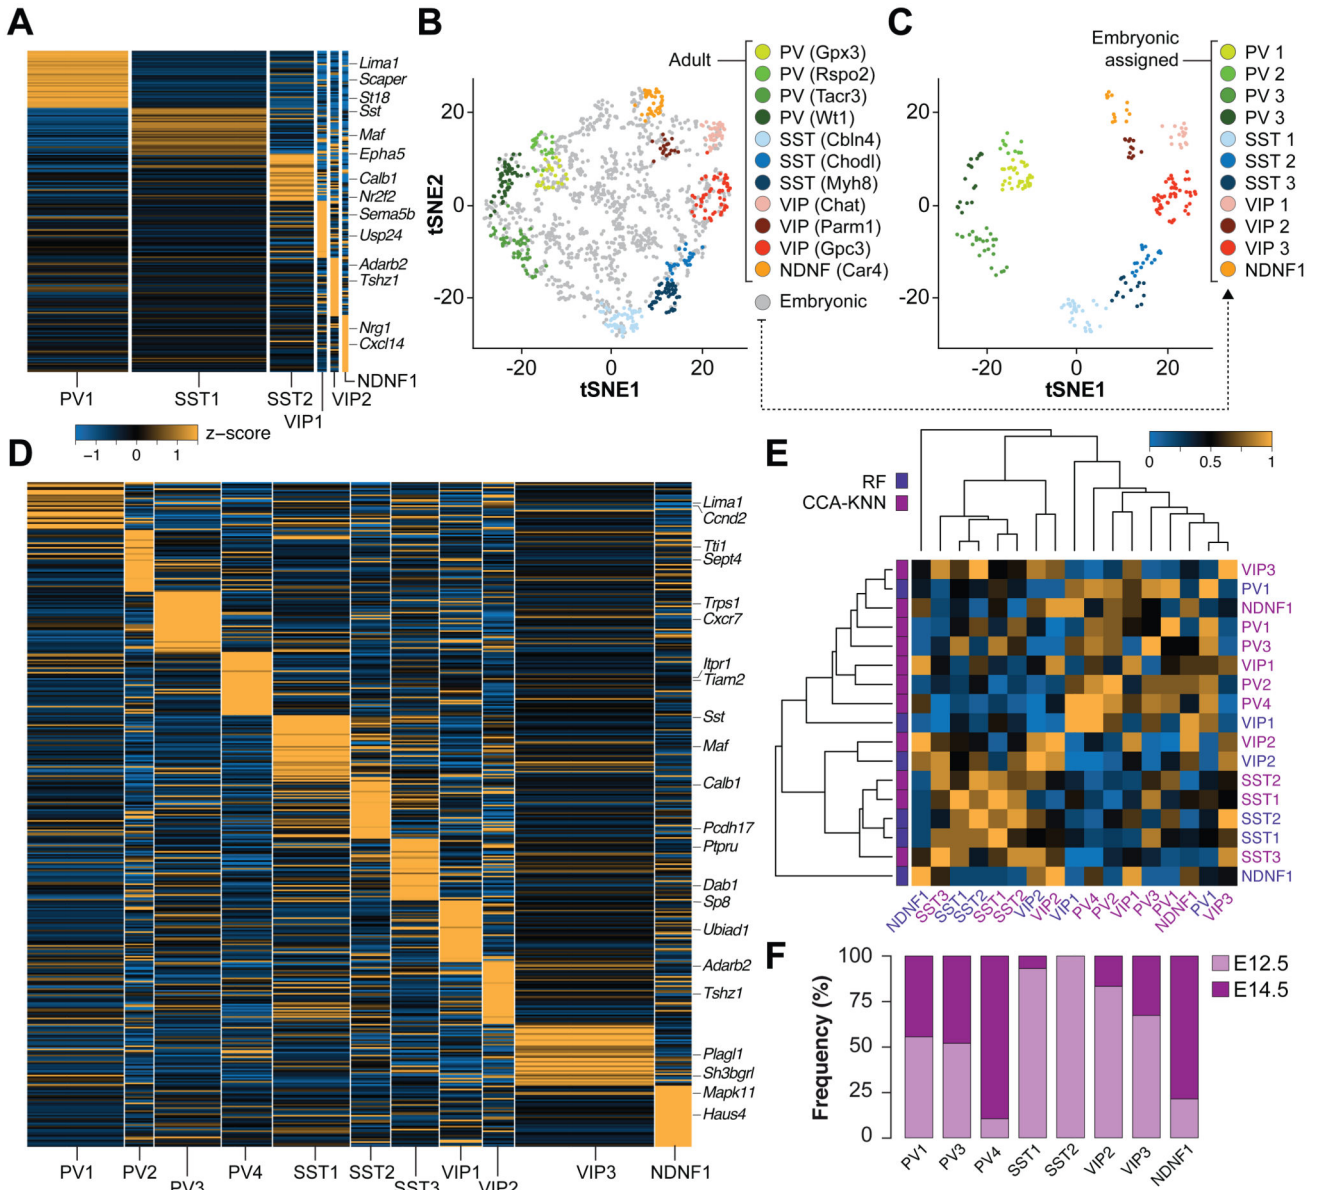 A
Lima1
Scaper
St18
Sst
Maf
Epha5
Calb1
Nr2f2
Sema5b
Usp24
Adarb2
Tshz1
Nrg1
Cxcl14
NDNF1
PV1
SST1
SST2
VIP1
VIP2
z-score
−1
0
1
B
Adult
PV (Gpx3)
PV (Rspo2)
PV (Tacr3)
PV (Wt1)
SST (Cbln4)
SST (Chodl)
SST (Myh8)
VIP (Chat)
VIP (Parm1)
VIP (Gpc3)
NDNF (Car4)
Embryonic
tSNE2
20
0
-20
-20
0
20
tSNE1
C
Embryonic
assigned
PV 1
PV 2
PV 3
PV 3
SST 1
SST 2
SST 3
VIP 1
VIP 2
VIP 3
NDNF1
20
0
-20
-20
0
20
tSNE1
D
Lima1
Ccnd2
Tti1
Sept4
Trps1
Cxcr7
Itpr1
Tiam2
Sst
Maf
Calb1
Pcdh17
Ptpru
Dab1
Sp8
Ubiad1
Adarb2
Tshz1
Plagl1
Sh3bgrl
Mapk11
Haus4
PV1
PV2
PV3
PV4
SST1
SST2
SST3
VIP1
VIP2
VIP3
NDNF1
E
RF
CCA-KNN
0
0.5
1
VIP3
PV1
NDNF1
PV1
PV3
VIP1
PV2
PV4
VIP1
VIP2
VIP2
SST2
SST1
SST2
SST1
SST3
NDNF1
NDNF1
SST3
SST1
SST2
SST1
SST2
VIP2
VIP2
VIP1
PV4
PV2
VIP1
PV3
PV1
NDNF1
PV1
VIP3
F
Frequency (%)
100
75
50
25
0
E12.5
E14.5
PV1
PV3
PV4
SST1
SST2
VIP2
VIP3
NDNF1